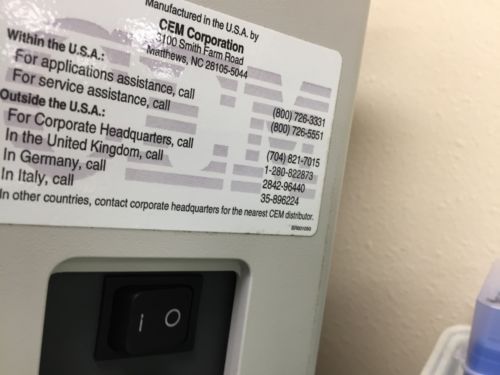 Manufactured in the U.S.A. by
CEM Corporation
3100 Smith Farm Road
Matthews, NC 28105-5044
Within the U.S.A.:
For applications assistance, call (800) 726-3331
For service assistance, call (800) 726-5551
Outside the U.S.A.:
For Corporate Headquarters, call (704) 821-7015
In the United Kingdom, call 1-280-822873
In Germany, call 2842-96440
In Italy, call 35-896224
In other countries, contact corporate headquarters for the nearest CEM distributor.
CEM
I O